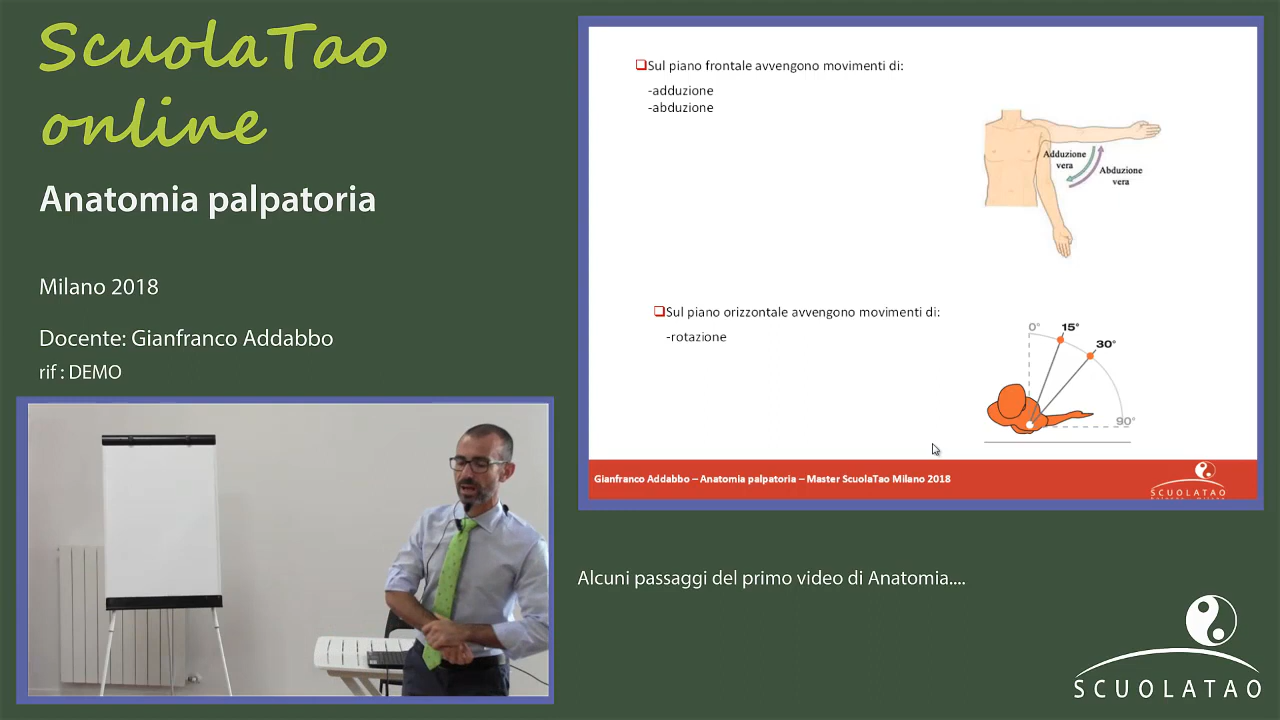 ScuolaTao
online
Anatomia palpatoria
Milano 2018
Docente: Gianfranco Addabbo
rif : DEMO
Sul piano frontale avvengono movimenti di:
-adduzione
-abduzione
Adduzione
vera
Abduzione
vera
Sul piano orizzontale avvengono movimenti di:
-rotazione
0°
15°
30°
90°
Gianfranco Addabbo – Anatomia palpatoria – Master ScuolaTao Milano 2018
SCUOLATAO
Alcuni passaggi del primo video di Anatomia....
SCUOLATAO